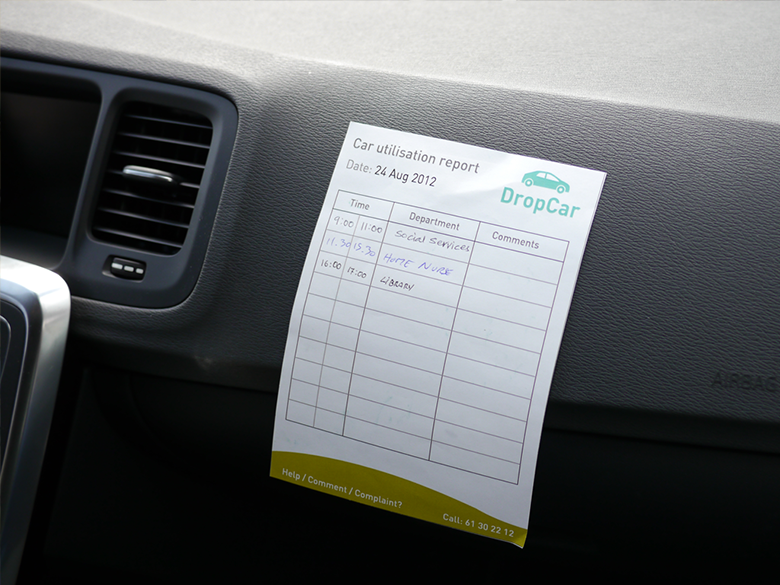 Car utilisation report
Date: 24 Aug 2012
DropCar
Time Department Comments
9:00 11:00 Social Services
11.30 15.30 HOME NURE
16:00 17:00 LIBRARY
Help / Comment / Complaint?
Call: 61 30 22 12
AIRBAG